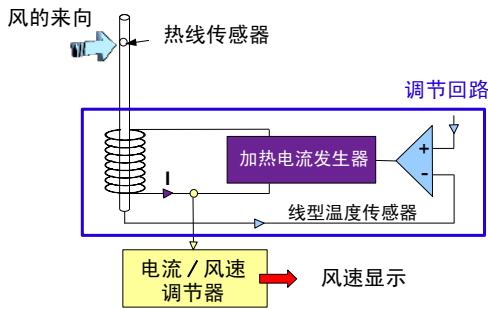 风的来向
热线传感器
调节回路
加热电流发生器
+
-
I
线型温度传感器
电流／风速
调节器
风速显示